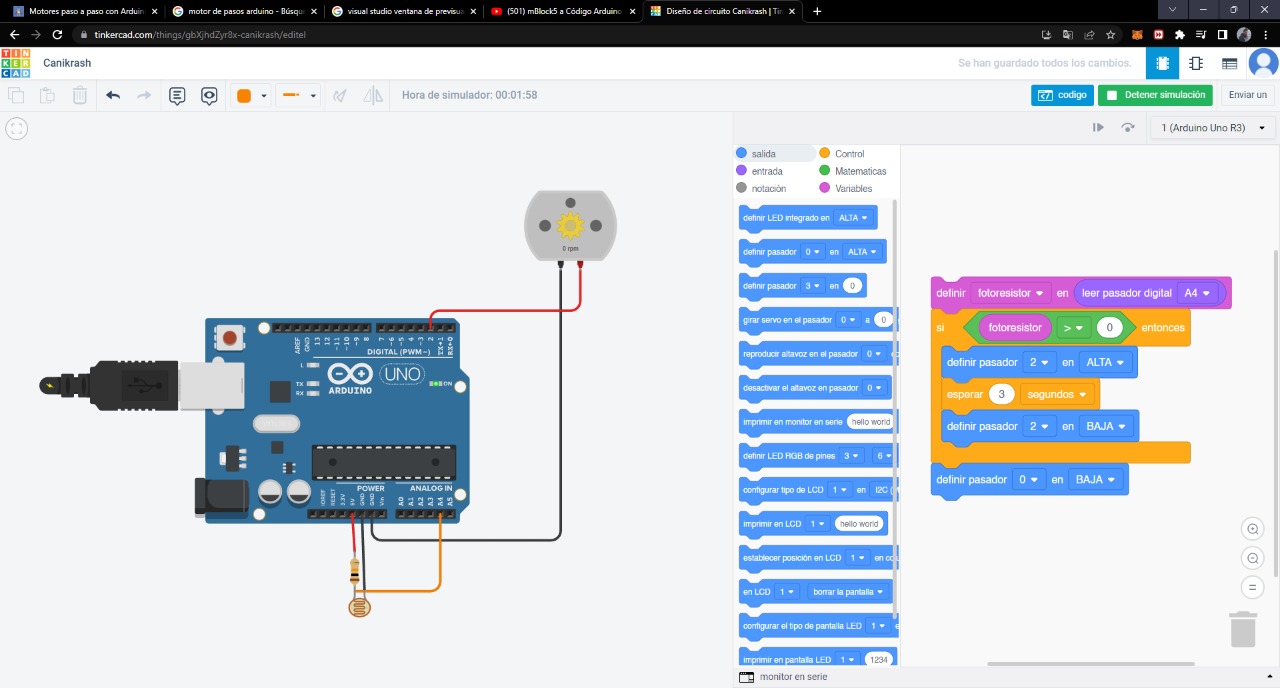 Motores paso a paso con Arduin
motor de pasos arduino - Búsqu
visual studio ventana de previsua
(501) mBlock5 a Código Arduino
Diseño de circuito Canikrash | Tin
tinkercad.com/things/gbXjhdZyr8x-canikrash/editel
TIN
KER
CAD
Canikrash
Se han guardado todos los cambios.
Hora de simulador: 00:01:58
codigo
Detener simulación
Enviar un
1 (Arduino Uno R3)
salida
Control
entrada
Matematicas
notación
Variables
definir LED integrado en ALTA
definir pasador 0 en ALTA
definir pasador 3 en 0
girar servo en el pasador 0 a 0
reproducir altavoz en el pasador 0
desactivar el altavoz en pasador 0
imprimir en monitor en serie hello world
definir LED RGB de pines 3 6
configurar tipo de LCD 1 en I2C
imprimir en LCD 1 hello world
establecer posición en LCD 1 en co
en LCD 1 borrar la pantalla
configurar el tipo de pantalla LED 1
imprimir en pantalla LED 1 1234
definir fotoresistor en leer pasador digital A4
si fotoresistor > 0 entonces
definir pasador 2 en ALTA
esperar 3 segundos
definir pasador 2 en BAJA
definir pasador 0 en BAJA
monitor en serie
0 rpm
AREF
GND
13
12
~11
~10
~9
8
7
~6
~5
4
~3
2
TX→1
RX←0
DIGITAL (PWM~)
L
TX
RX
UNO
ARDUINO
ON
POWER
ANALOG IN
IOREF
RESET
3.3V
5V
GND
GND
Vin
A0
A1
A2
A3
A4
A5